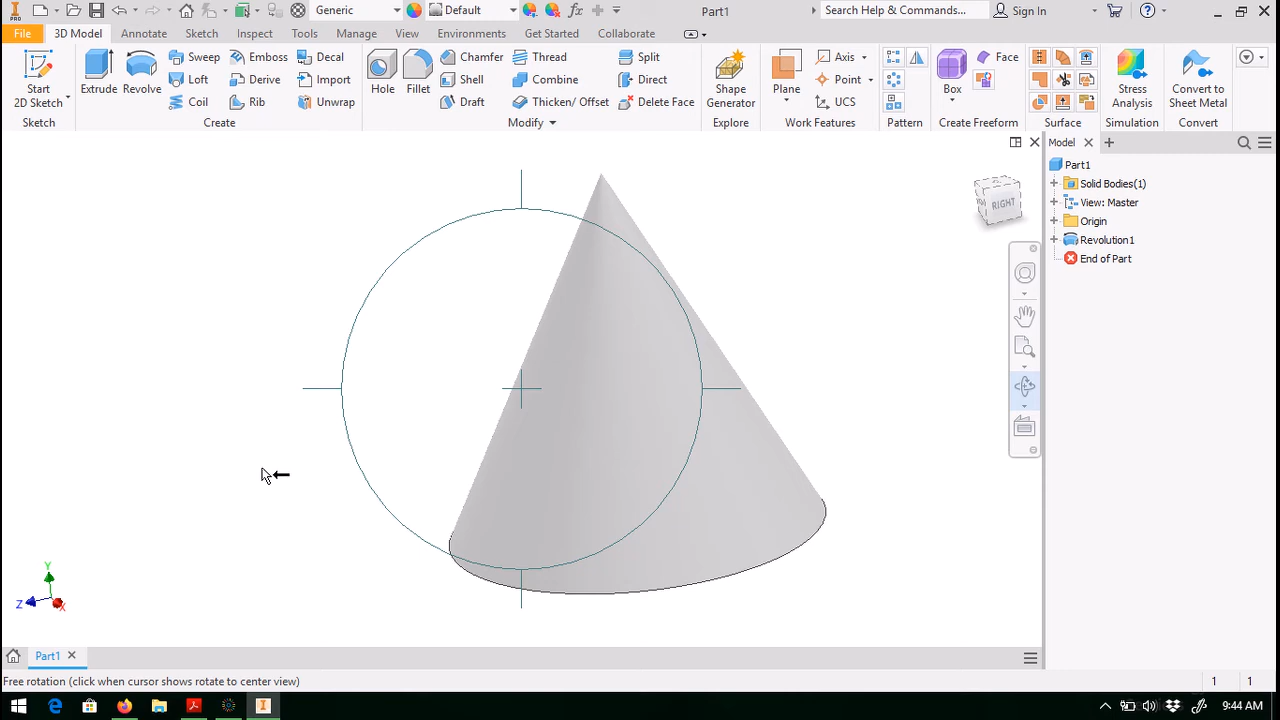 PRO Generic Default fx Part1 Search Help & Commands... Sign In
File 3D Model Annotate Sketch Inspect Tools Manage View Environments Get Started Collaborate
Start 2D Sketch Extrude Revolve Sweep Emboss Decal Hole Fillet Chamfer Thread Split Shape Generator Plane Axis Box Face Stress Analysis Convert to Sheet Metal
Loft Derive Import Shell Combine Direct Point
Coil Rib Unwrap Draft Thicken/ Offset Delete Face UCS
Sketch Create Modify Explore Work Features Pattern Create Freeform Surface Simulation Convert
Model
Part1
Solid Bodies(1)
View: Master
Origin
Revolution1
End of Part
RIGHT
Y
Z X
Part1
Free rotation (click when cursor shows rotate to center view) 1 1
9:44 AM